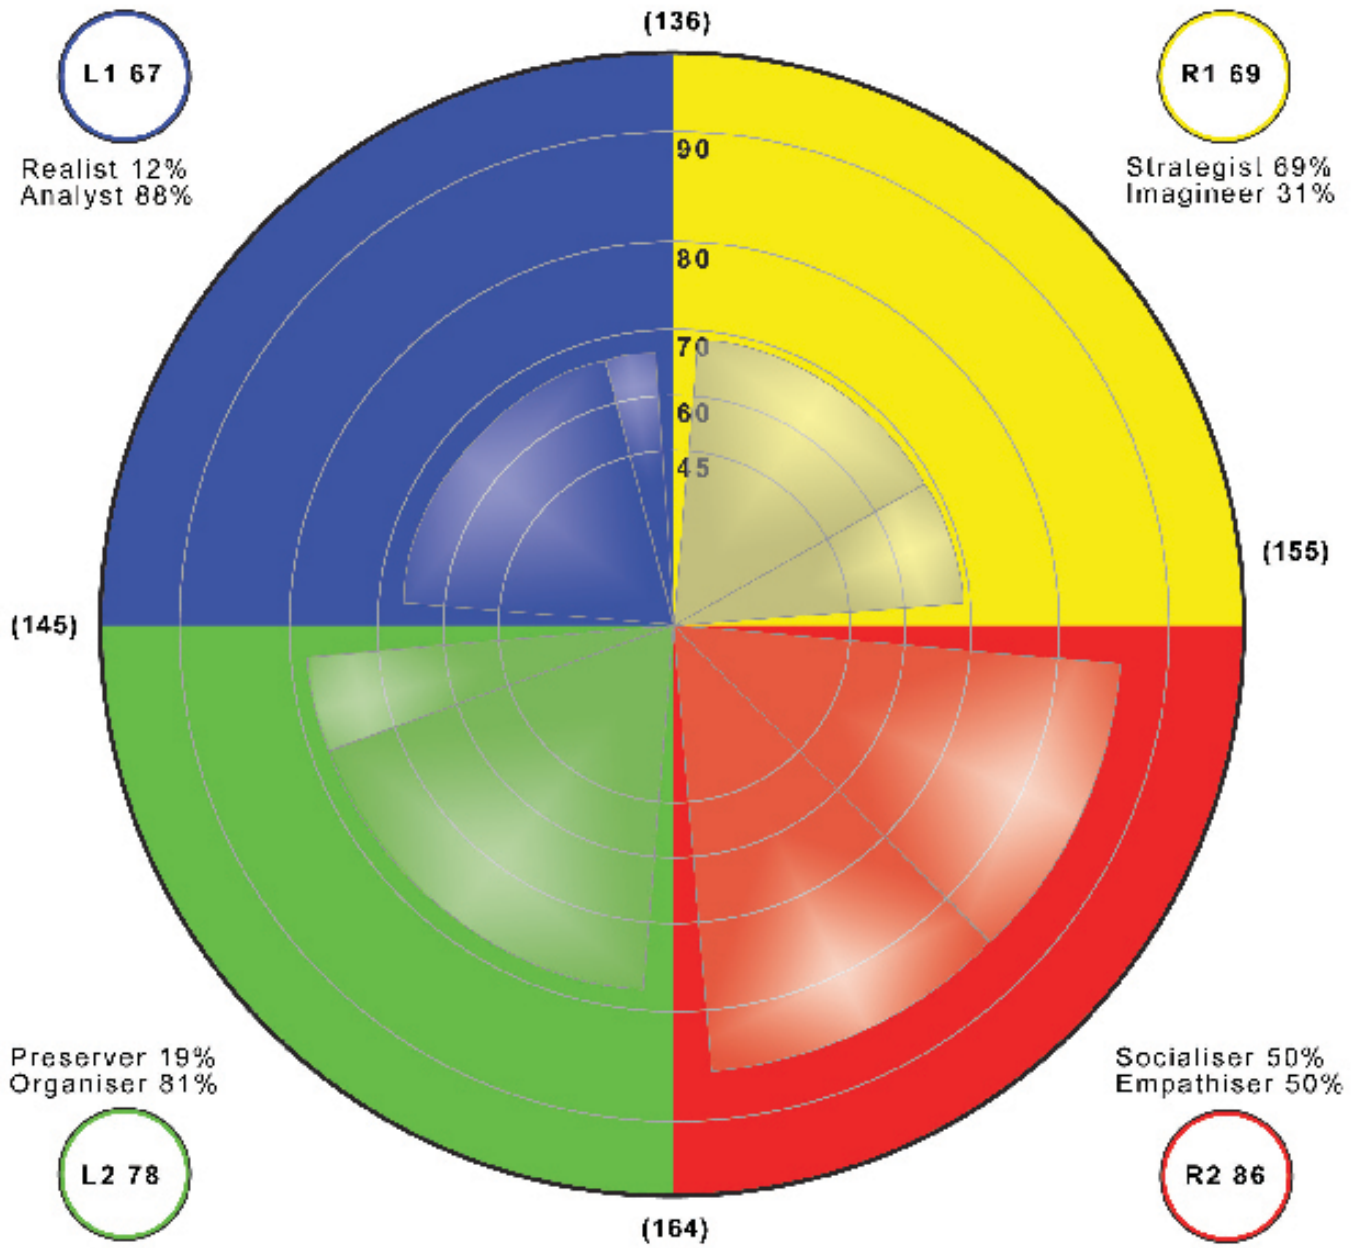 (136)
L1 67
R1 69
Realist 12%
Analyst 88%
Strategist 69%
Imagineer 31%
90
80
70
60
45
(155)
(145)
Preserver 19%
Organiser 81%
Socialiser 50%
Empathiser 50%
L2 78
R2 86
(164)